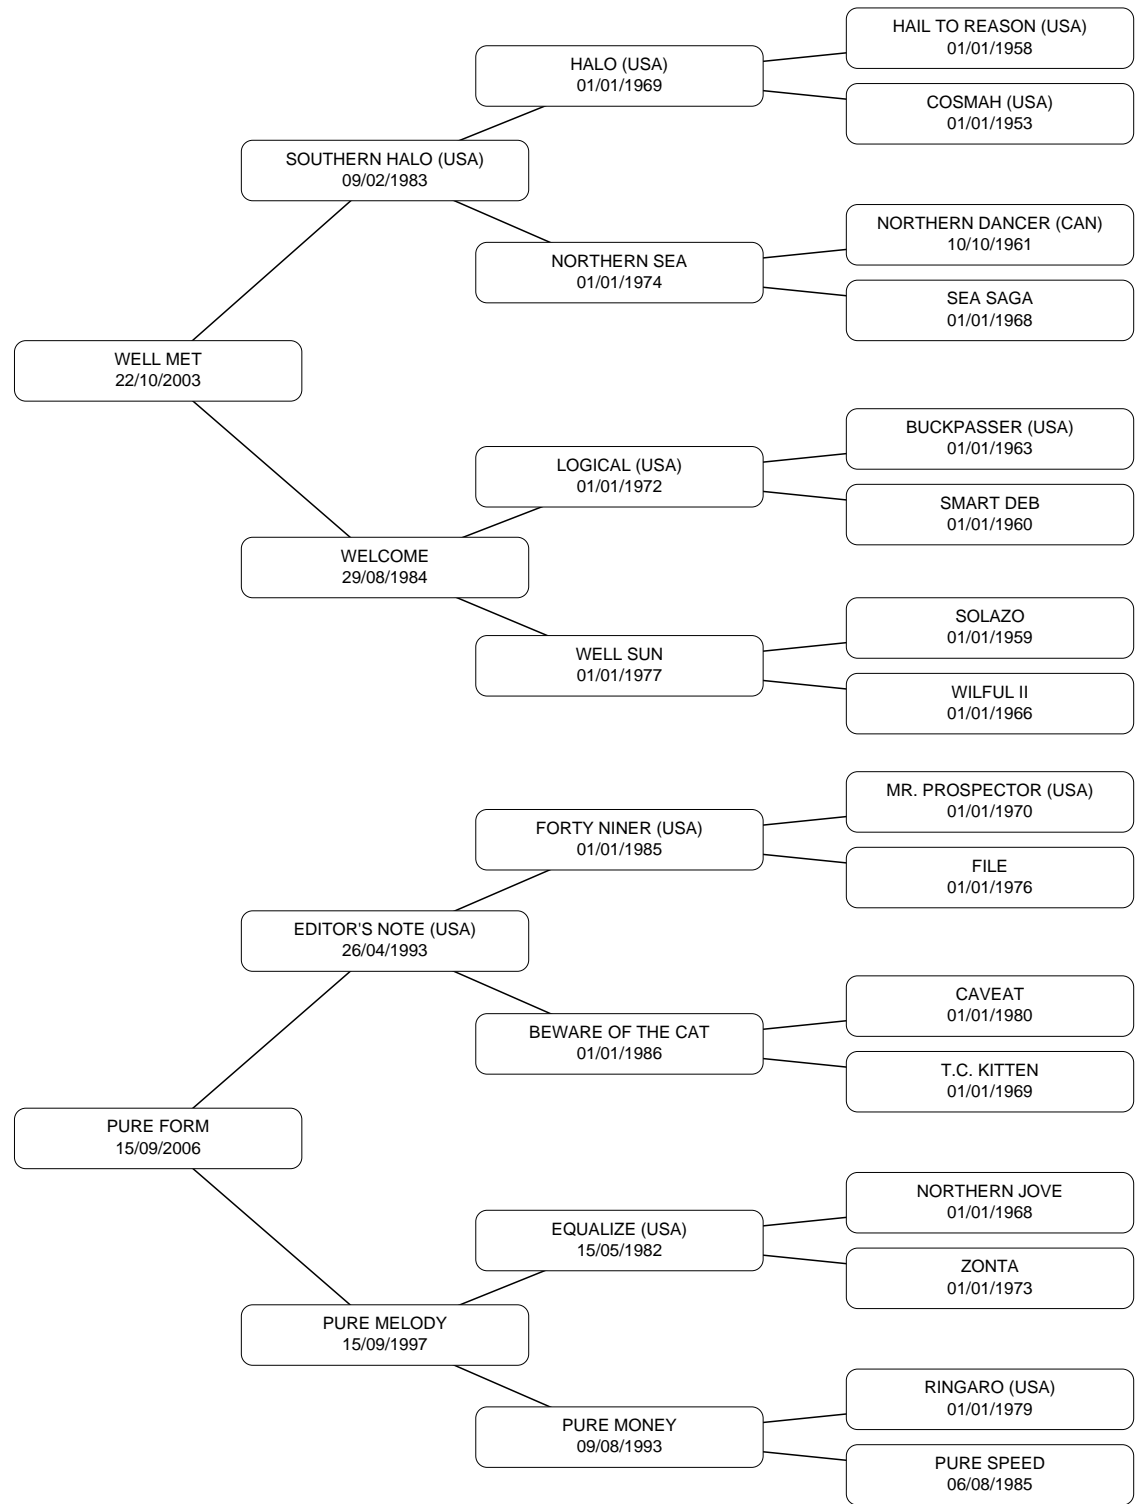 HAIL TO REASON (USA)
01/01/1958
HALO (USA)
01/01/1969
COSMAH (USA)
01/01/1953
SOUTHERN HALO (USA)
09/02/1983
NORTHERN DANCER (CAN)
10/10/1961
NORTHERN SEA
01/01/1974
SEA SAGA
01/01/1968
WELL MET
22/10/2003
BUCKPASSER (USA)
01/01/1963
LOGICAL (USA)
01/01/1972
SMART DEB
01/01/1960
WELCOME
29/08/1984
SOLAZO
01/01/1959
WELL SUN
01/01/1977
WILFUL II
01/01/1966
MR. PROSPECTOR (USA)
01/01/1970
FORTY NINER (USA)
01/01/1985
FILE
01/01/1976
EDITOR'S NOTE (USA)
26/04/1993
CAVEAT
01/01/1980
BEWARE OF THE CAT
01/01/1986
T.C. KITTEN
01/01/1969
PURE FORM
15/09/2006
NORTHERN JOVE
01/01/1968
EQUALIZE (USA)
15/05/1982
ZONTA
01/01/1973
PURE MELODY
15/09/1997
RINGARO (USA)
01/01/1979
PURE MONEY
09/08/1993
PURE SPEED
06/08/1985